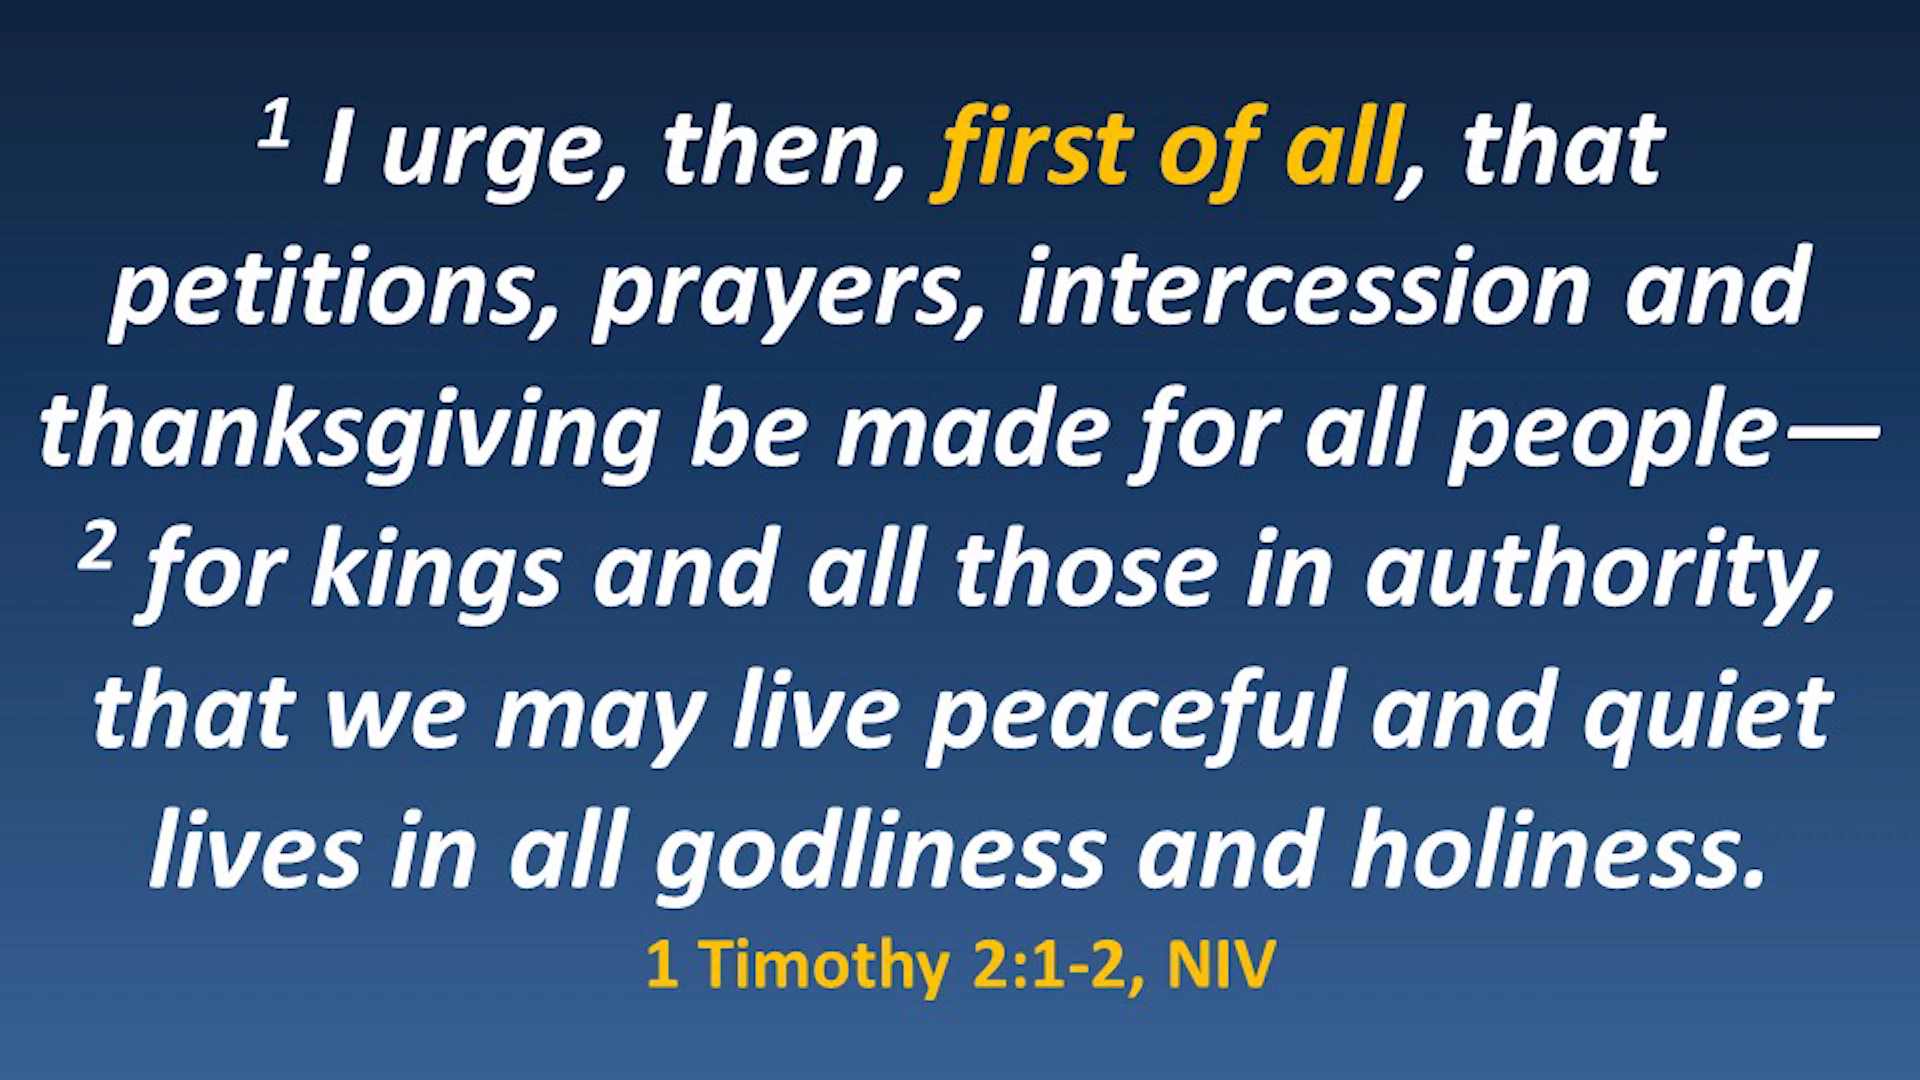 1 I urge, then, first of all, that
petitions, prayers, intercession and
thanksgiving be made for all people—
2 for kings and all those in authority,
that we may live peaceful and quiet
lives in all godliness and holiness.
1 Timothy 2:1-2, NIV